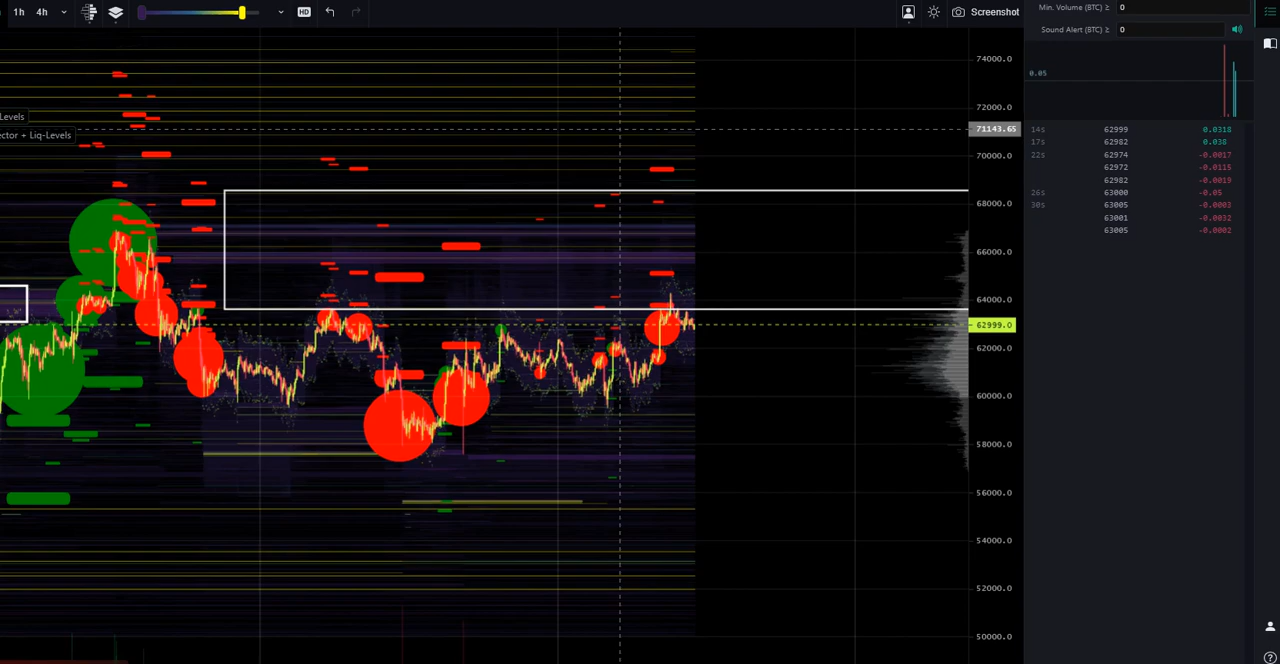 1h 4h HD Screenshot
Min. Volume (BTC) ≥ 0
Sound Alert (BTC) ≥ 0
0.05
Levels
ector + Liq-Levels
74000.0
72000.0
71143.65
70000.0
68000.0
66000.0
64000.0
62999.0
62000.0
60000.0
58000.0
56000.0
54000.0
52000.0
50000.0
14s 62999 0.0318
17s 62982 0.038
22s 62974 -0.0017
62972 -0.0115
62982 -0.0019
26s 63000 -0.05
30s 63005 -0.0003
63001 -0.0032
63005 -0.0002